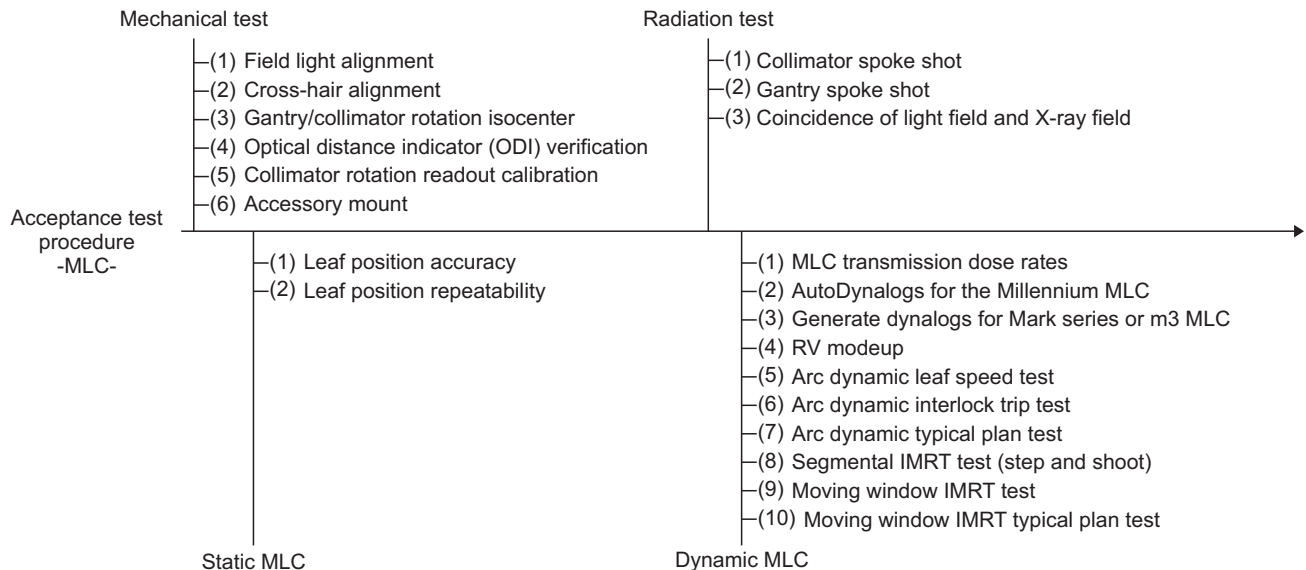 Mechanical test
(1) Field light alignment
(2) Cross-hair alignment
(3) Gantry/collimator rotation isocenter
(4) Optical distance indicator (ODI) verification
(5) Collimator rotation readout calibration
(6) Accessory mount
Radiation test
(1) Collimator spoke shot
(2) Gantry spoke shot
(3) Coincidence of light field and X-ray field
Acceptance test
procedure
-MLC-
(1) Leaf position accuracy
(2) Leaf position repeatability
Static MLC
(1) MLC transmission dose rates
(2) AutoDynalogs for the Millennium MLC
(3) Generate dynalogs for Mark series or m3 MLC
(4) RV modeup
(5) Arc dynamic leaf speed test
(6) Arc dynamic interlock trip test
(7) Arc dynamic typical plan test
(8) Segmental IMRT test (step and shoot)
(9) Moving window IMRT test
(10) Moving window IMRT typical plan test
Dynamic MLC